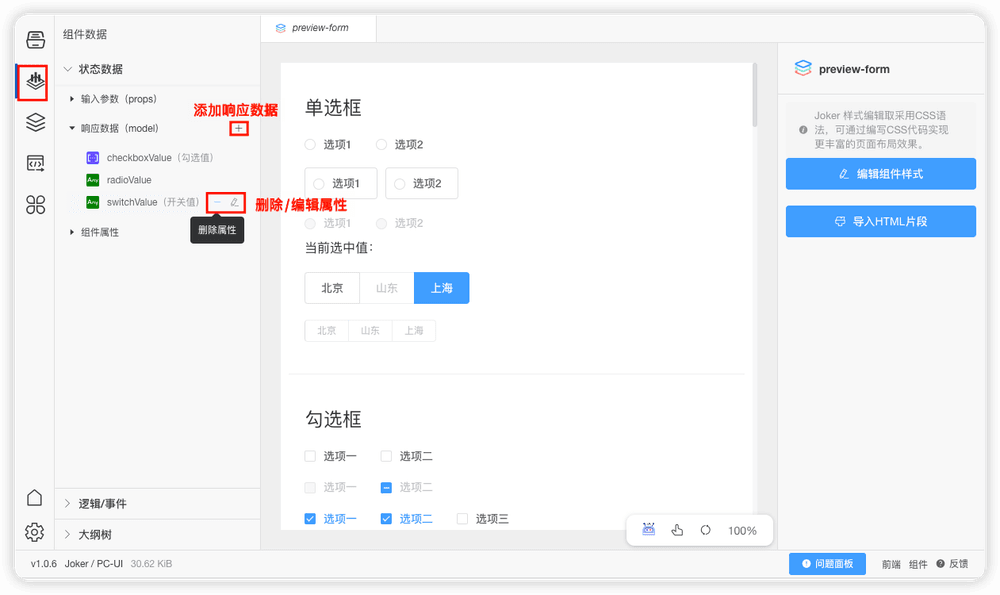 组件数据
preview-form
状态数据
输入参数（props）
添加响应数据
响应数据（model）
checkboxValue（勾选值）
radioValue
switchValue（开关值）
删除/编辑属性
删除属性
组件属性
逻辑/事件
大纲树
单选框
选项1
选项2
选项1
选项2
选项1
选项2
当前选中值：
北京
山东
上海
北京
山东
上海
勾选框
选项一
选项二
选项一
选项二
选项一
选项二
选项三
100%
preview-form
Joker 样式编辑取采用CSS语
法，可通过编写CSS代码实现
更丰富的页面布局效果。
编辑组件样式
导入HTML片段
v1.0.6 Joker / PC-UI 30.62 KiB
问题面板
前端
组件
反馈